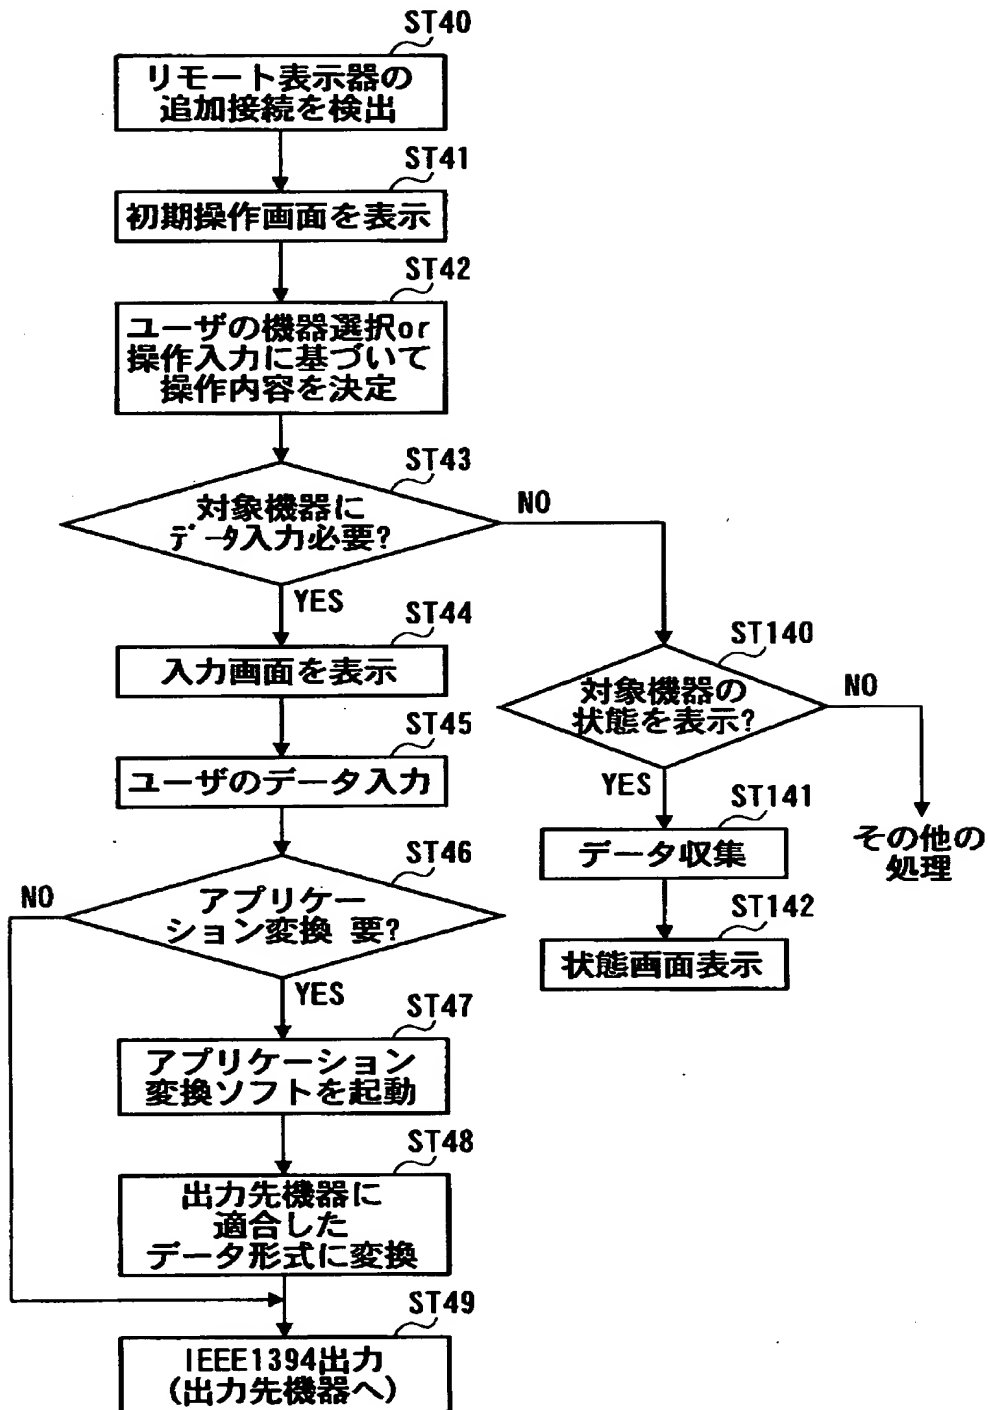 ST40
リモート表示器の
追加接続を検出
ST41
初期操作画面を表示
ST42
ユーザの機器選択or
操作入力に基づいて
操作内容を決定
ST43
対象機器に
データ入力必要?
NO
YES
ST44
入力画面を表示
ST45
ユーザのデータ入力
ST46
アプリケー
ション変換 要?
NO
YES
ST47
アプリケーション
変換ソフトを起動
ST48
出力先機器に
適合した
データ形式に変換
ST49
IEEE1394出力
(出力先機器へ)
ST140
対象機器の
状態を表示?
NO
YES
その他の
処理
ST141
データ収集
ST142
状態画面表示